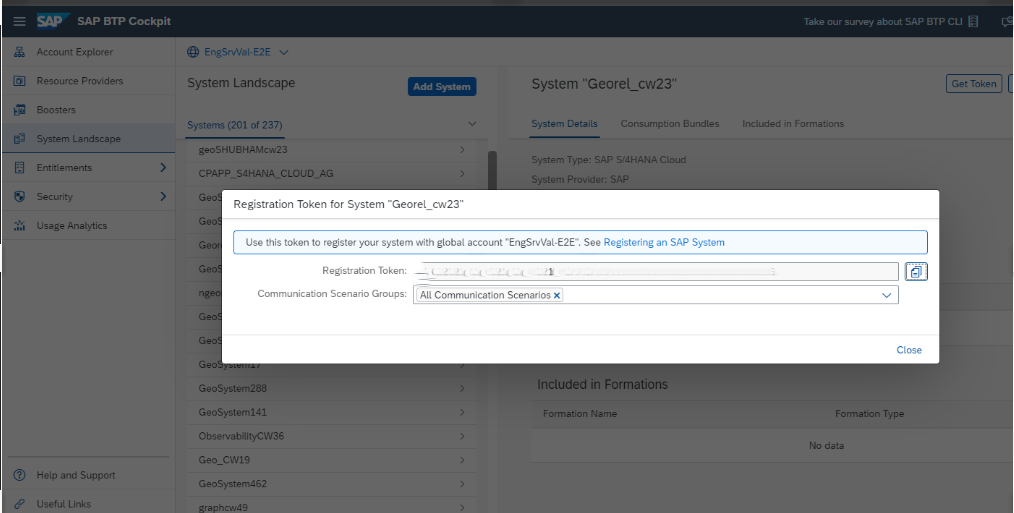 SAP SAP BTP Cockpit
Take our survey about SAP BTP CLI
Account Explorer
Resource Providers
Boosters
System Landscape
Entitlements
Security
Usage Analytics
Help and Support
Useful Links
EngSrvVal-E2E
System Landscape
Add System
Systems (201 of 237)
geoSHUBHAMcw23
CPAPP_S4HANA_CLOUD_AG
GeoS
GeoS
Geor
GeoS
ngeo
GeoS
GeoS
GeoSystem17
GeoSystem288
GeoSystem141
ObservabilityCW36
Geo_CW19
GeoSystem462
graphcw49
System "Georel_cw23"
Get Token
System Details Consumption Bundles Included in Formations
System Type: SAP S/4HANA Cloud
System Provider: SAP
Registration Token for System "Georel_cw23"
Use this token to register your system with global account "EngSrvVal-E2E". See Registering an SAP System
Registration Token:
Communication Scenario Groups: All Communication Scenarios
Close
Included in Formations
Formation Name Formation Type
No data